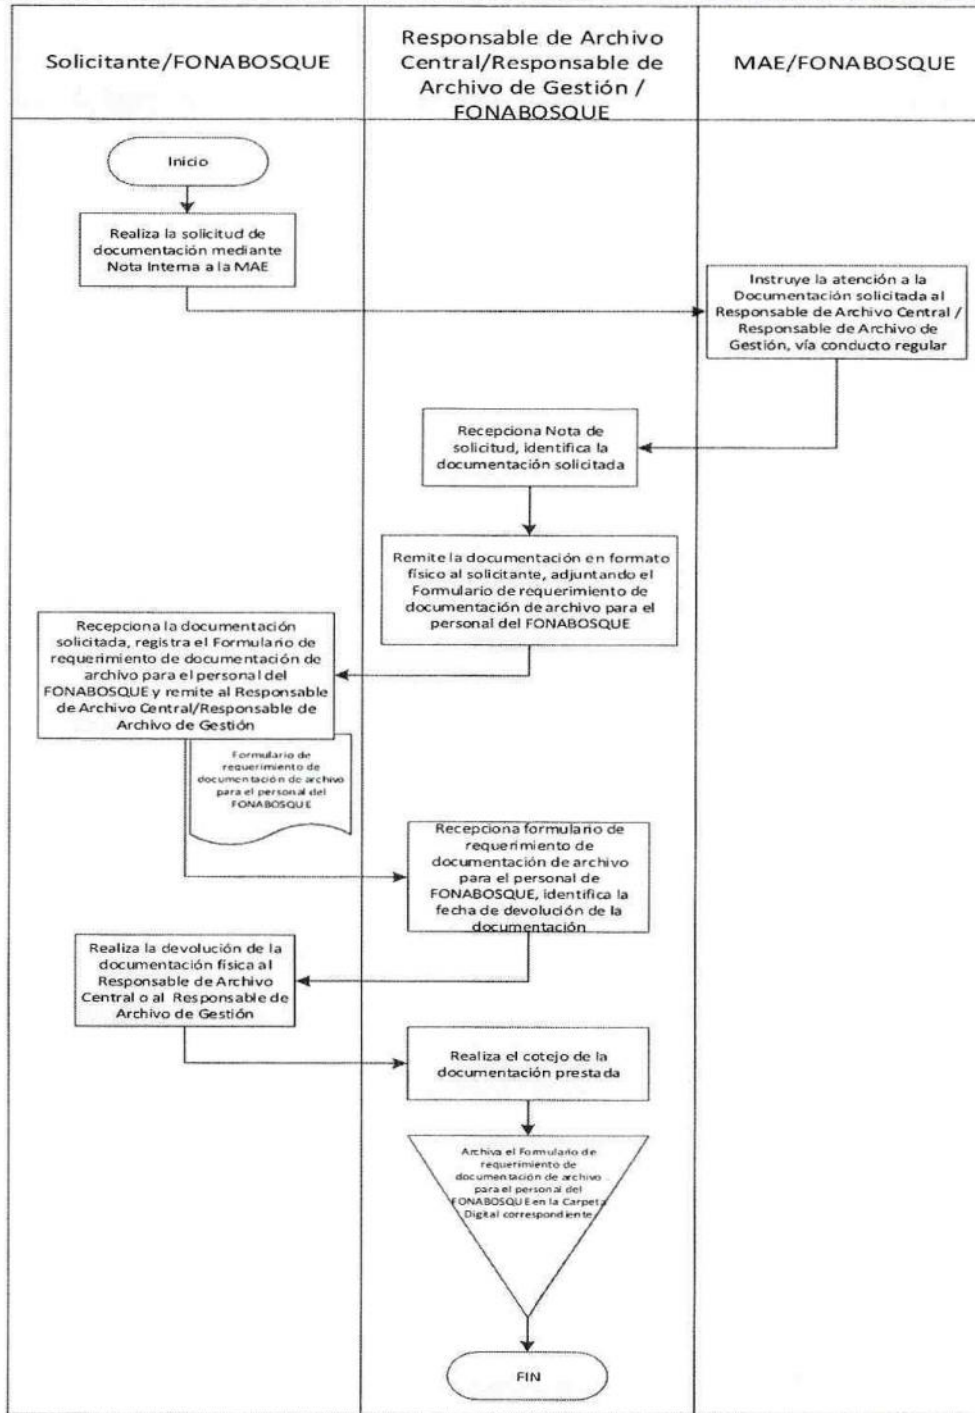 Solicitante/FONABOSQUE
Responsable de Archivo
Central/Responsable de
Archivo de Gestión /
FONABOSQUE
MAE/FONABOSQUE
Inicio
Realiza la solicitud de
documentación mediante
Nota Interna a la MAE
Instruye la atención a la
Documentación solicitada al
Responsable de Archivo Central /
Responsable de Archivo de
Gestión, vía conducto regular
Recepciona Nota de
solicitud, identifica la
documentación solicitada
Remite la documentación en formato
físico al solicitante, adjuntando el
Formulario de requerimiento de
documentación de archivo para el
personal del FONABOSQUE
Recepciona la documentación
solicitada, registra el Formulario de
requerimiento de documentación de
archivo para el personal del
FONABOSQUE y remite al Responsable
de Archivo Central/Responsable de
Archivo de Gestión
Formulario de
requerimiento de
documentación de archivo
para el personal del
FONABOSQUE
Recepciona formulario de
requerimiento de
documentación de archivo
para el personal de
FONABOSQUE, identifica la
fecha de devolución de la
documentación
Realiza la devolución de la
documentación física al
Responsable de Archivo
Central o al Responsable de
Archivo de Gestión
Realiza el cotejo de la
documentación prestada
Archiva el Formulario de
requerimiento de
documentación de archivo
para el personal del
FONABOSQUE en la Carpeta
Digital correspondiente
FIN